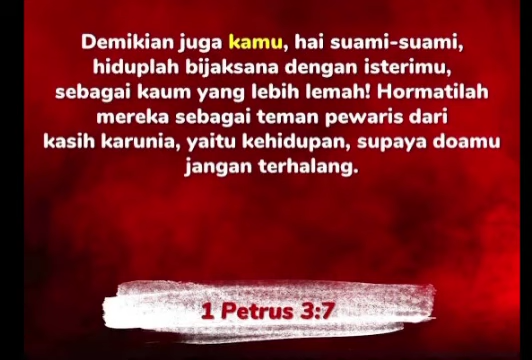 Demikian juga kamu, hai suami-suami,
hiduplah bijaksana dengan isterimu,
sebagai kaum yang lebih lemah! Hormatilah
mereka sebagai teman pewaris dari
kasih karunia, yaitu kehidupan, supaya doamu
jangan terhalang.
1 Petrus 3:7